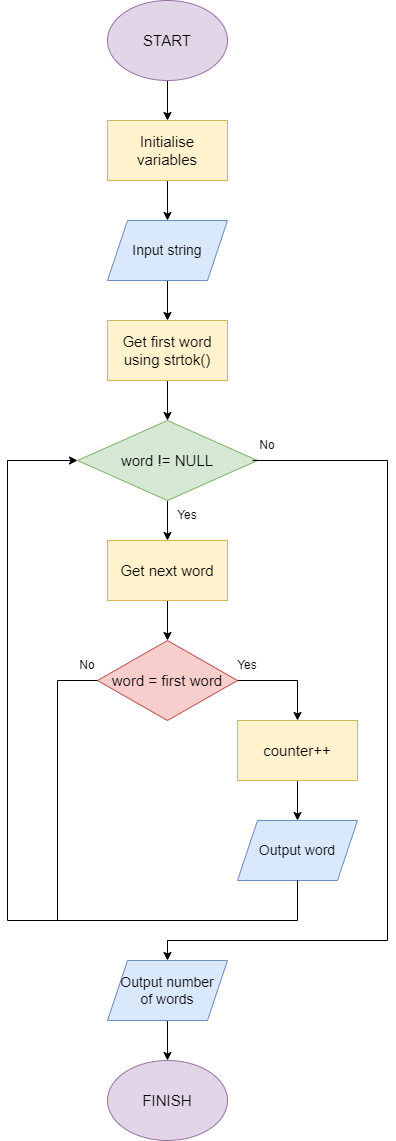 START
Initialise
variables
Input string
Get first word
using strtok()
word != NULL
No
Yes
Get next word
No
Yes
word = first word
counter++
Output word
Output number
of words
FINISH